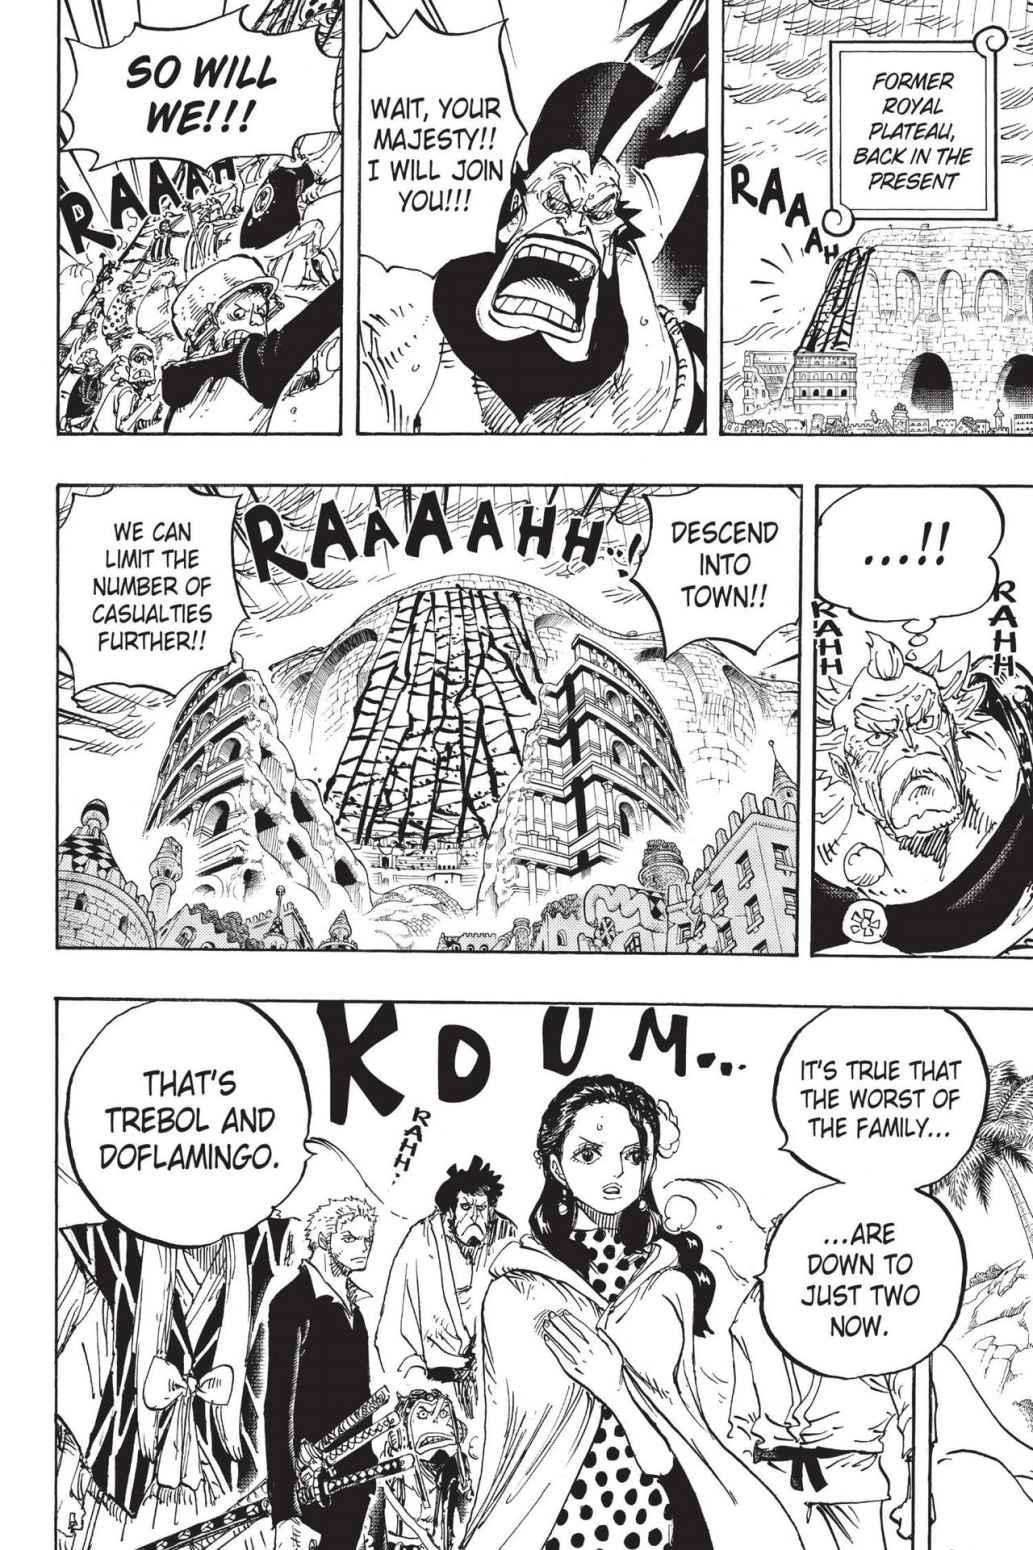 FORMER
ROYAL
PLATEAU,
BACK IN THE
PRESENT
RAAAH
WAIT, YOUR
MAJESTY!!
I WILL JOIN
YOU!!!
SO WILL
WE!!!
RAAAH
...!!
RAHH
RAHH
DESCEND
INTO
TOWN!!
RAAAAHH...!
WE CAN
LIMIT THE
NUMBER OF
CASUALTIES
FURTHER!!
IT'S TRUE THAT
THE WORST OF
THE FAMILY...
...ARE
DOWN TO
JUST TWO
NOW.
KOOM...
RAHH.
THAT'S
TREBOL AND
DOFLAMINGO.